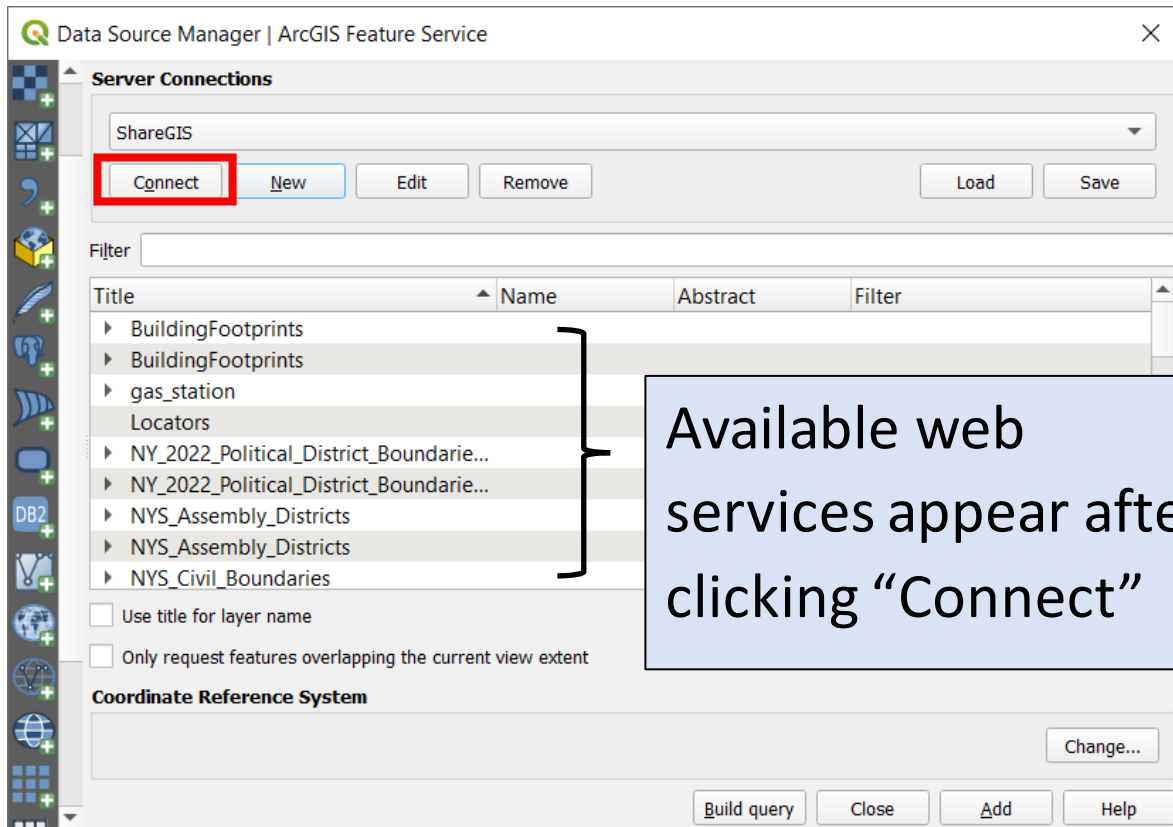 Data Source Manager | ArcGIS Feature Service
Server Connections
ShareGIS
Connect New Edit Remove Load Save
Filter
Title Name Abstract Filter
BuildingFootprints
BuildingFootprints
gas_station
Locators
NY_2022_Political_District_Boundarie...
NY_2022_Political_District_Boundarie...
NYS_Assembly_Districts
NYS_Assembly_Districts
NYS_Civil_Boundaries
Available web
services appear afte
clicking “Connect”
DB2
Use title for layer name
Only request features overlapping the current view extent
Coordinate Reference System
Change...
Build query Close Add Help